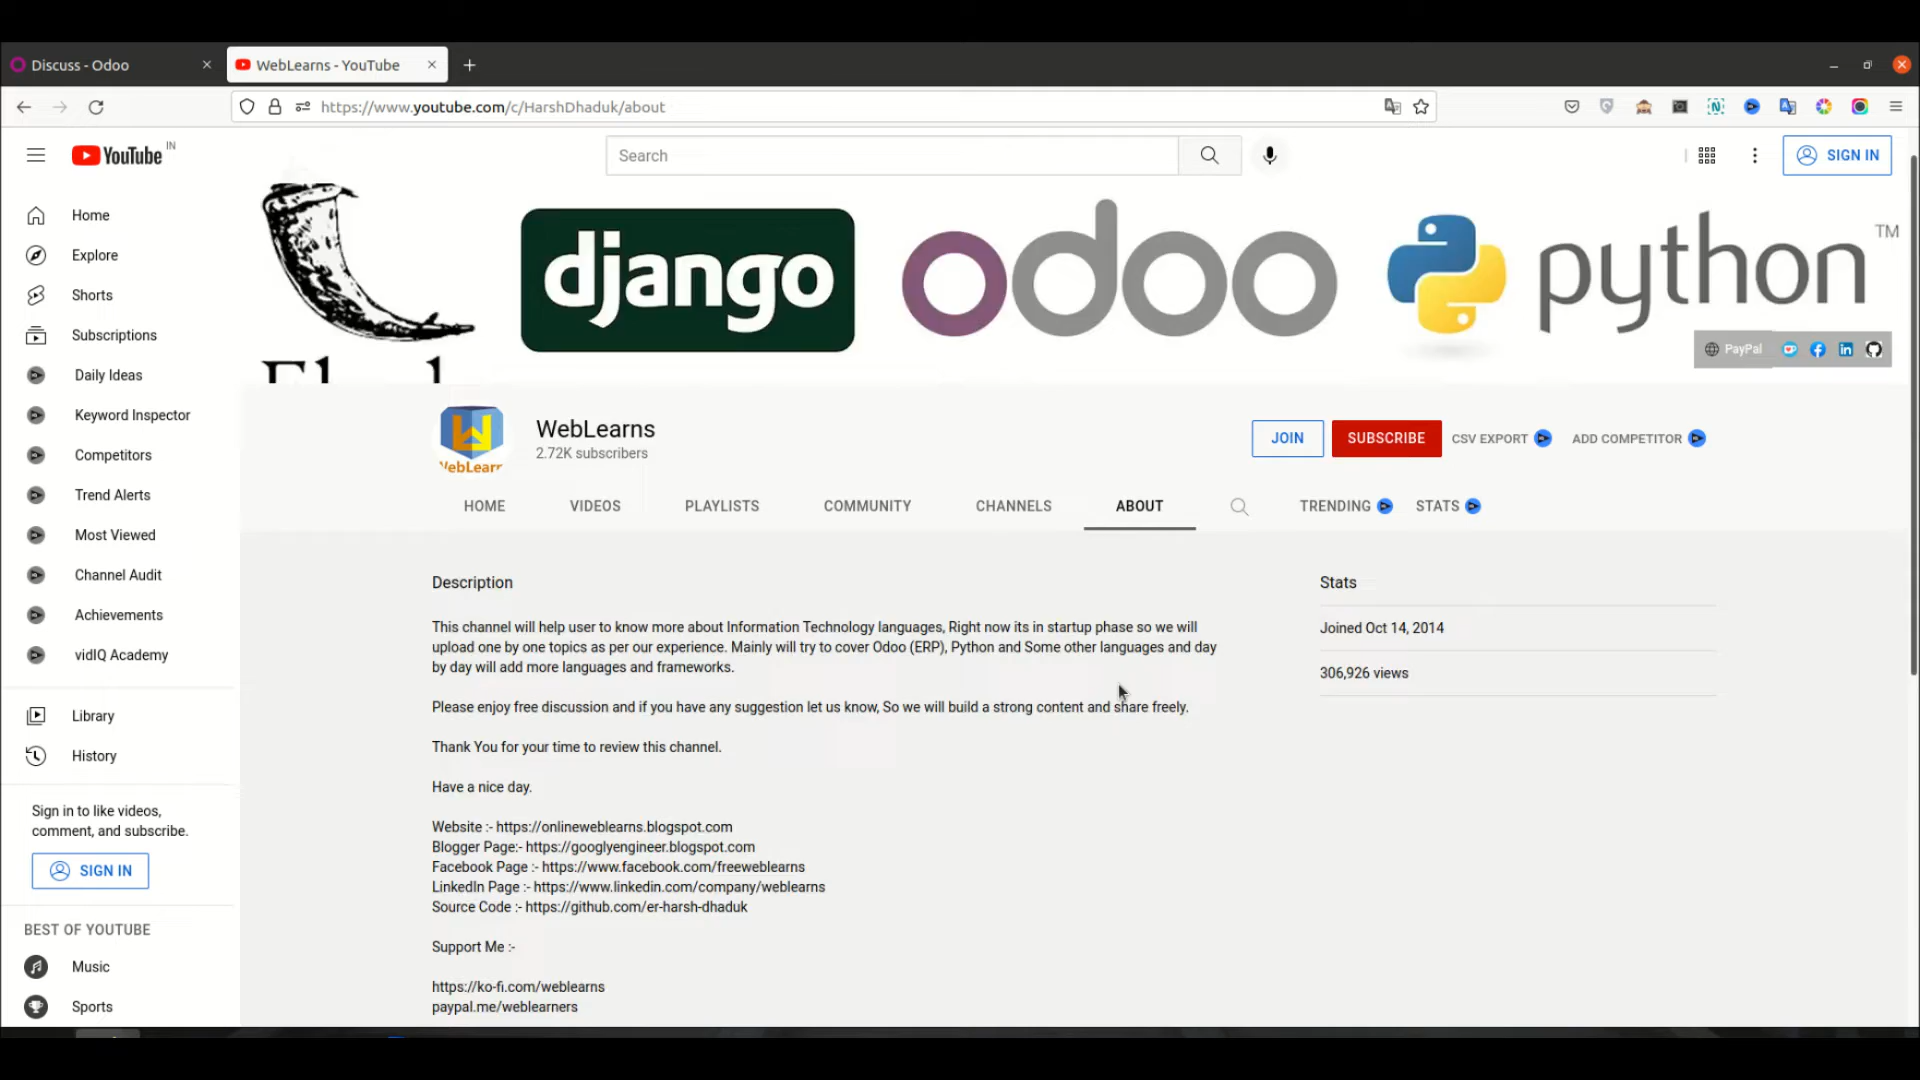 Discuss - Odoo
WebLearns - YouTube
https://www.youtube.com/c/HarshDhaduk/about
YouTube IN
Search
SIGN IN
Home
Explore
Shorts
Subscriptions
Daily Ideas
Keyword Inspector
Competitors
Trend Alerts
Most Viewed
Channel Audit
Achievements
vidIQ Academy
Library
History
Sign in to like videos,
comment, and subscribe.
SIGN IN
BEST OF YOUTUBE
Music
Sports
django
odoo
python TM
PayPal
WebLearns
2.72K subscribers
JOIN
SUBSCRIBE
CSV EXPORT
ADD COMPETITOR
HOME
VIDEOS
PLAYLISTS
COMMUNITY
CHANNELS
ABOUT
TRENDING
STATS
Description
This channel will help user to know more about Information Technology languages, Right now its in startup phase so we will
upload one by one topics as per our experience. Mainly will try to cover Odoo (ERP), Python and Some other languages and day
by day will add more languages and frameworks.
Please enjoy free discussion and if you have any suggestion let us know, So we will build a strong content and share freely.
Thank You for your time to review this channel.
Have a nice day.
Website :- https://onlineweblearns.blogspot.com
Blogger Page:- https://googlyengineer.blogspot.com
Facebook Page :- https://www.facebook.com/freeweblearns
LinkedIn Page :- https://www.linkedin.com/company/weblearns
Source Code :- https://github.com/er-harsh-dhaduk
Support Me :-
https://ko-fi.com/weblearns
paypal.me/weblearners
Stats
Joined Oct 14, 2014
306,926 views